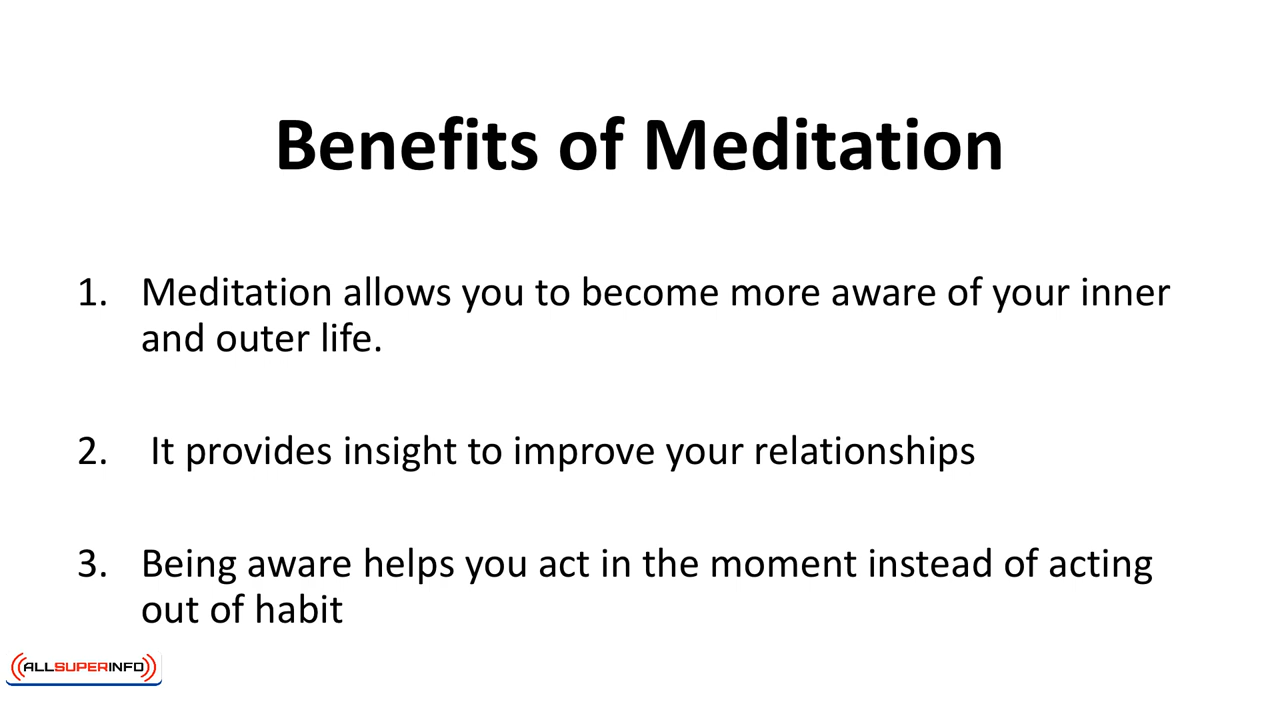 Benefits of Meditation
1. Meditation allows you to become more aware of your inner
and outer life.
2. It provides insight to improve your relationships
3. Being aware helps you act in the moment instead of acting
out of habit
ALLSUPERINFO